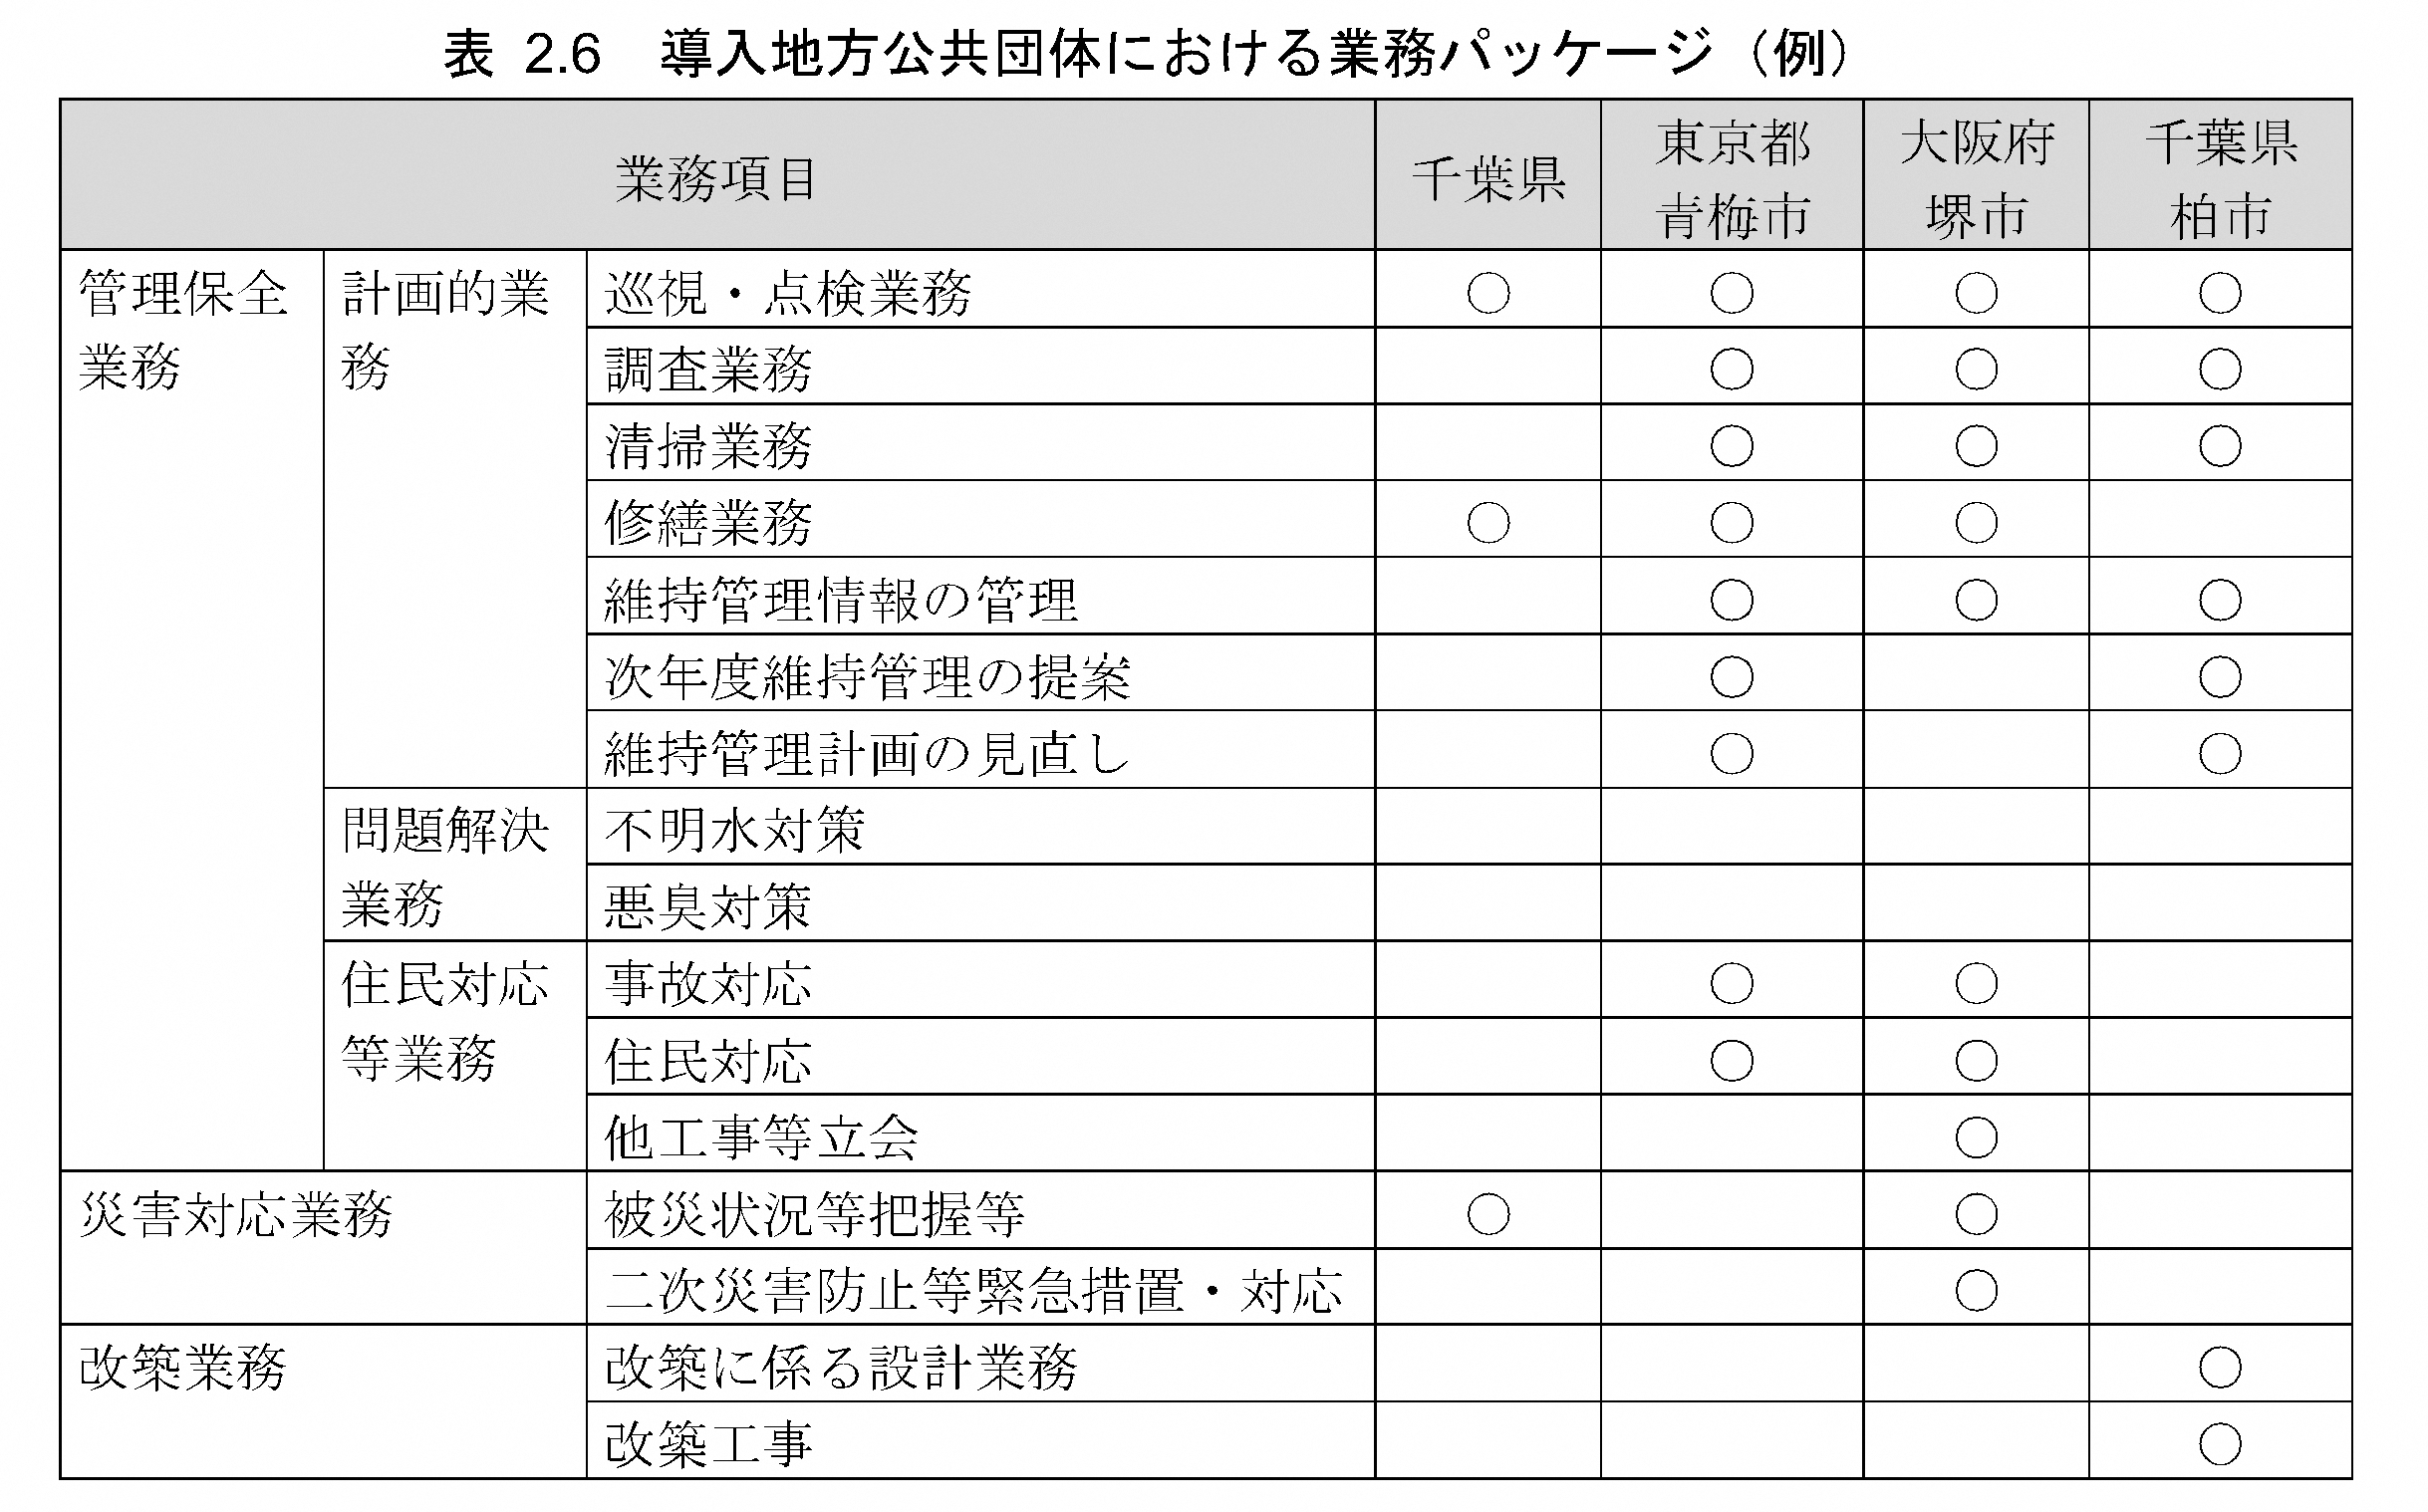 表 2.6　導入地方公共団体における業務パッケージ（例）
業務項目 千葉県 東京都 青梅市 大阪府 堺市 千葉県 柏市
管理保全業務 計画的業務 巡視・点検業務 ○ ○ ○ ○
調査業務 ○ ○ ○
清掃業務 ○ ○ ○
修繕業務 ○ ○ ○
維持管理情報の管理 ○ ○ ○
次年度維持管理の提案 ○ ○
維持管理計画の見直し ○ ○
問題解決業務 不明水対策
悪臭対策
住民対応等業務 事故対応 ○ ○
住民対応 ○ ○
他工事等立会 ○
災害対応業務 被災状況等把握等 ○ ○
二次災害防止等緊急措置・対応 ○
改築業務 改築に係る設計業務 ○
改築工事 ○